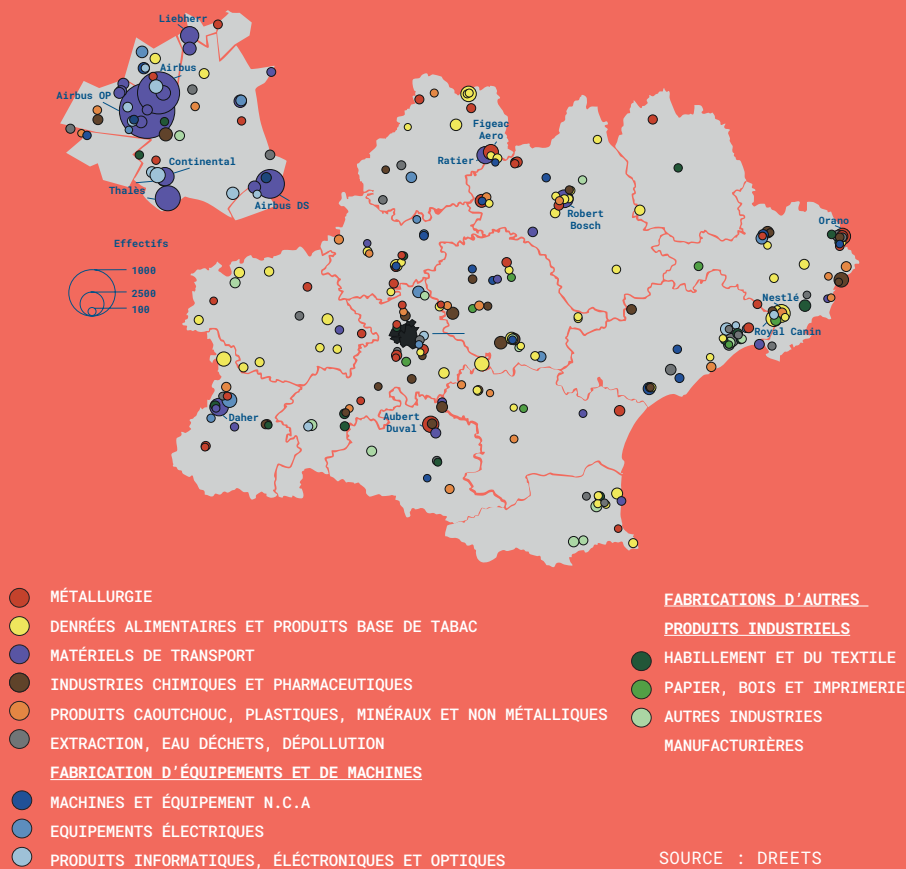 Liebherr
Airbus
Airbus OP
Continental
Thales
Airbus DS
Effectifs
1000
2500
100
Figeac
Aero
Ratier
Robert
Bosch
Orano
Nestlé
Royal Canin
Daher
Aubert
Duval
MÉTALLURGIE
DENRÉES ALIMENTAIRES ET PRODUITS BASE DE TABAC
MATÉRIELS DE TRANSPORT
INDUSTRIES CHIMIQUES ET PHARMACEUTIQUES
PRODUITS CAOUTCHOUC, PLASTIQUES, MINÉRAUX ET NON MÉTALLIQUES
EXTRACTION, EAU DÉCHETS, DÉPOLLUTION
FABRICATION D'ÉQUIPEMENTS ET DE MACHINES
MACHINES ET ÉQUIPEMENT N.C.A
EQUIPEMENTS ÉLECTRIQUES
PRODUITS INFORMATIQUES, ÉLÉCTRONIQUES ET OPTIQUES
FABRICATIONS D'AUTRES
PRODUITS INDUSTRIELS
HABILLEMENT ET DU TEXTILE
PAPIER, BOIS ET IMPRIMERIE
AUTRES INDUSTRIES
MANUFACTURIÈRES
SOURCE : DREETS